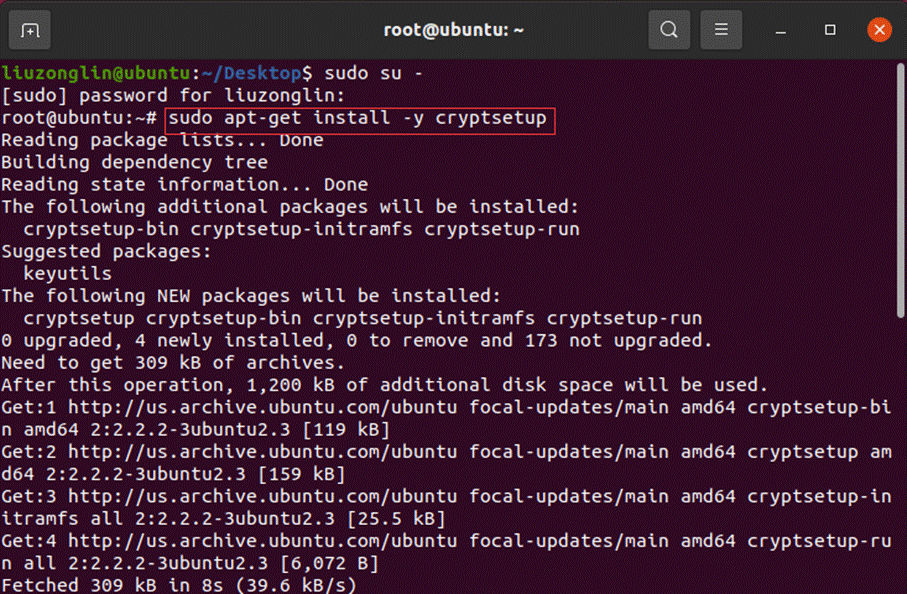 root@ubuntu: ~
liuzonglin@ubuntu:~/Desktop$ sudo su -
[sudo] password for liuzonglin:
root@ubuntu:~# sudo apt-get install -y cryptsetup
Reading package lists... Done
Building dependency tree
Reading state information... Done
The following additional packages will be installed:
  cryptsetup-bin cryptsetup-initramfs cryptsetup-run
Suggested packages:
  keyutils
The following NEW packages will be installed:
  cryptsetup cryptsetup-bin cryptsetup-initramfs cryptsetup-run
0 upgraded, 4 newly installed, 0 to remove and 173 not upgraded.
Need to get 309 kB of archives.
After this operation, 1,200 kB of additional disk space will be used.
Get:1 http://us.archive.ubuntu.com/ubuntu focal-updates/main amd64 cryptsetup-bi
n amd64 2:2.2.2-3ubuntu2.3 [119 kB]
Get:2 http://us.archive.ubuntu.com/ubuntu focal-updates/main amd64 cryptsetup am
d64 2:2.2.2-3ubuntu2.3 [159 kB]
Get:3 http://us.archive.ubuntu.com/ubuntu focal-updates/main amd64 cryptsetup-in
itramfs all 2:2.2.2-3ubuntu2.3 [25.5 kB]
Get:4 http://us.archive.ubuntu.com/ubuntu focal-updates/main amd64 cryptsetup-ru
n all 2:2.2.2-3ubuntu2.3 [6,072 B]
Fetched 309 kB in 8s (39.6 kB/s)